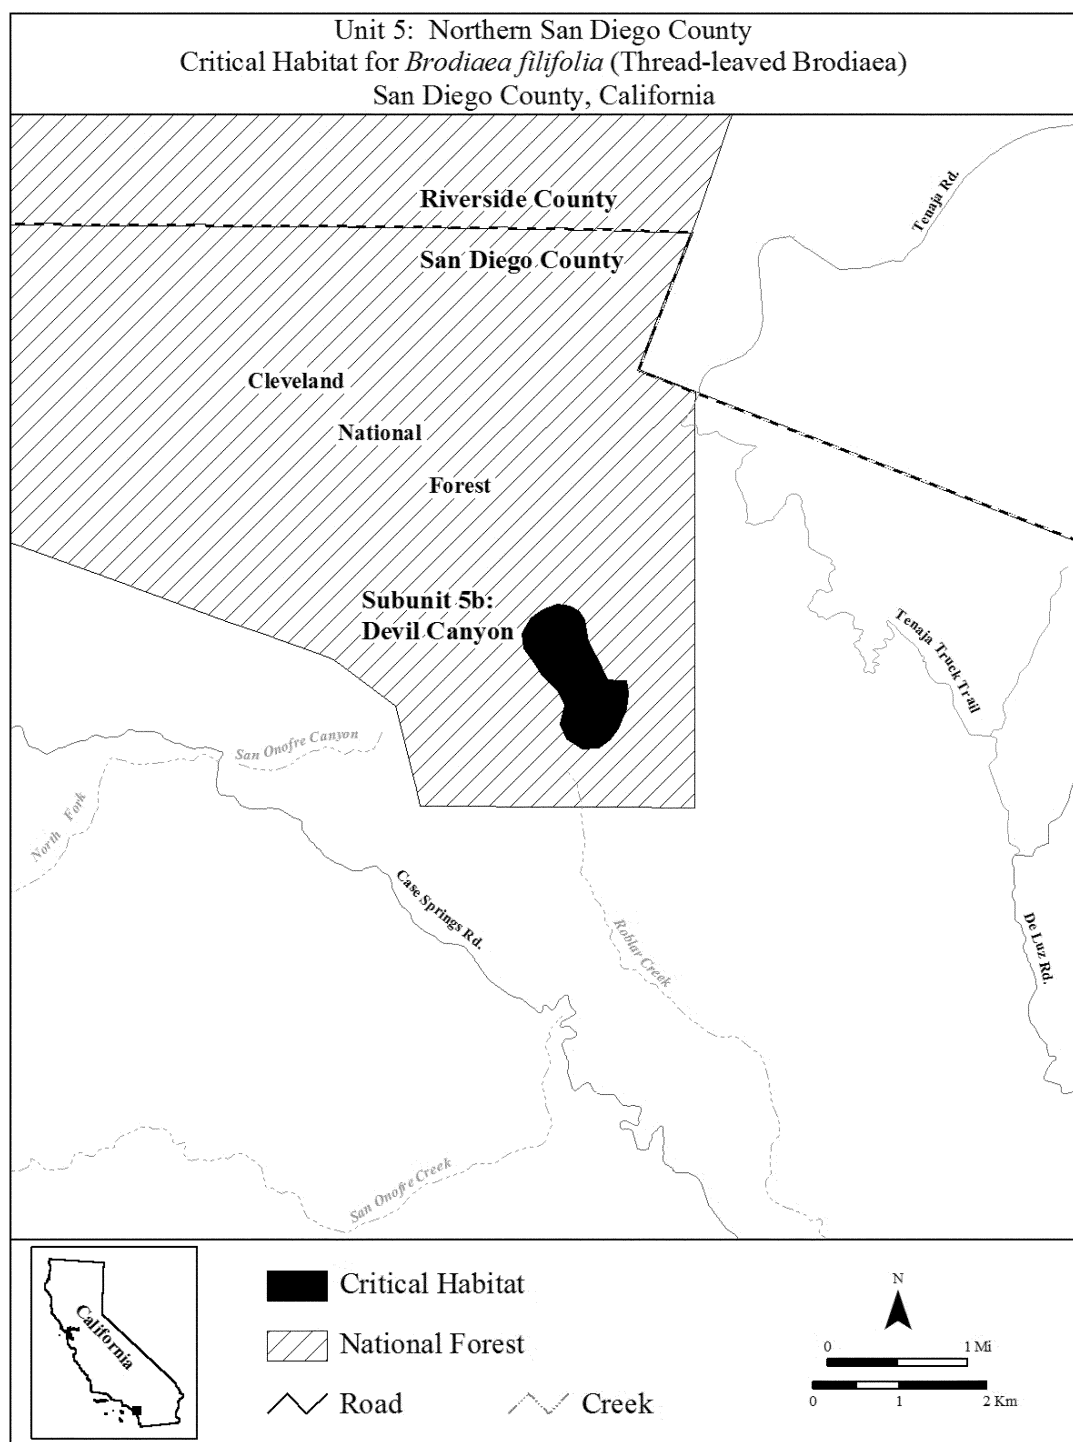 Unit 5: Northern San Diego County
Critical Habitat for Brodiaea filifolia (Thread-leaved Brodiaea)
San Diego County, California
Tenaja Rd.
Riverside County
San Diego County
Cleveland
National
Forest
Subunit 5b:
Devil Canyon
Tenaja Truck Trail
San Onofre Canyon
North Fork
Case Springs Rd.
Roblar Creek
De Luz Rd.
San Onofre Creek
California
Critical Habitat
National Forest
Road
Creek
N
0 1 Mi
0 1 2 Km